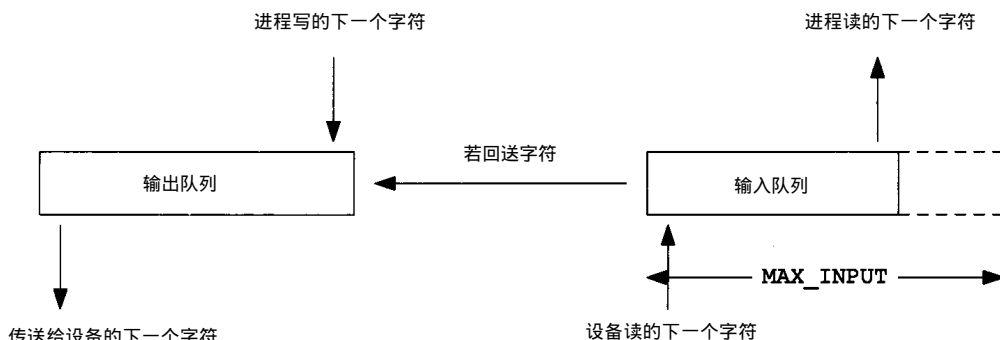 进程写的下一个字符
进程读的下一个字符
若回送字符
输出队列
输入队列
MAX_INPUT
传送给设备的下一个字符
设备读的下一个字符